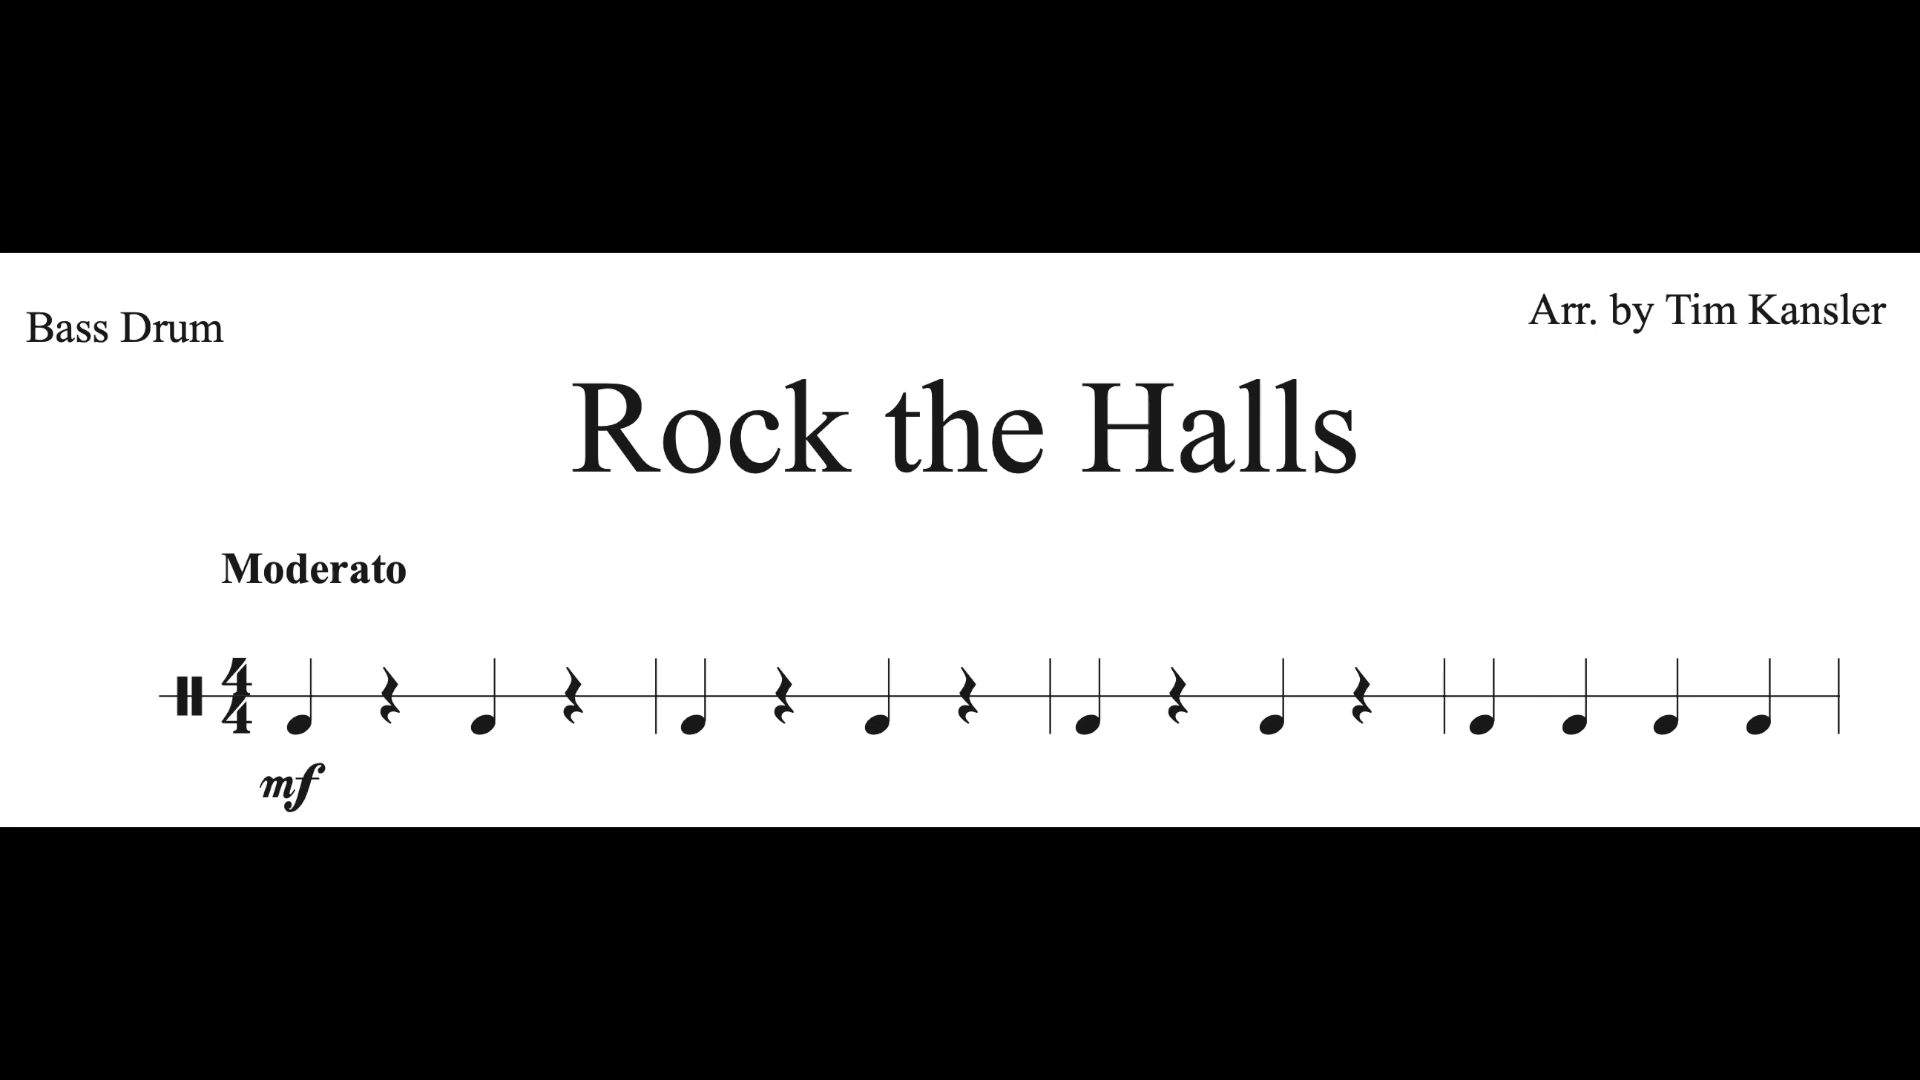 Bass Drum
Arr. by Tim Kansler
Rock the Halls
Moderato
4
4
mf